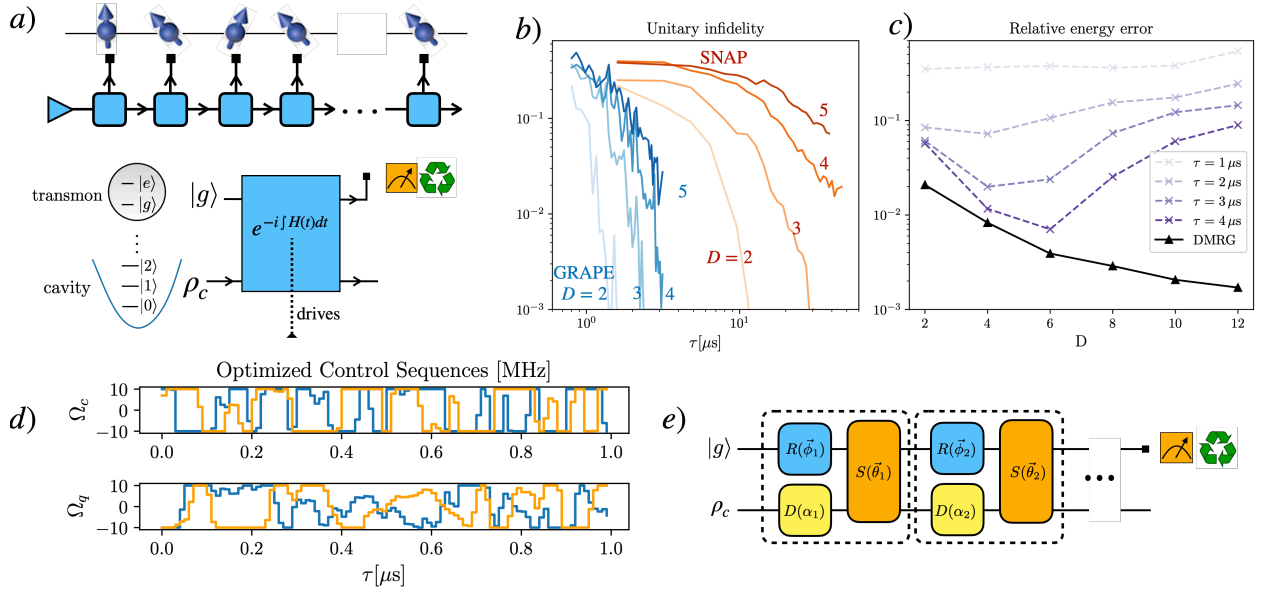 a)
transmon
|e⟩
|g⟩
cavity
|2⟩
|1⟩
|0⟩
|g⟩
ρ_c
e^{-i∫H(t)dt}
drives
b)
Unitary infidelity
SNAP
5
4
3
D = 2
5
GRAPE
D = 2
3
4
10^{-1}
10^{-2}
10^{-3}
10^0
10^1
τ[μs]
c)
Relative energy error
10^{-1}
10^{-2}
10^{-3}
τ = 1 μs
τ = 2 μs
τ = 3 μs
τ = 4 μs
DMRG
2 4 6 8 10 12
D
d)
Optimized Control Sequences [MHz]
Ω_c
10
0
−10
0.0 0.2 0.4 0.6 0.8 1.0
Ω_q
10
0
−10
0.0 0.2 0.4 0.6 0.8 1.0
τ[μs]
e)
|g⟩
R(φ⃗_1)
S(θ⃗_1)
R(φ⃗_2)
S(θ⃗_2)
ρ_c
D(α_1)
D(α_2)